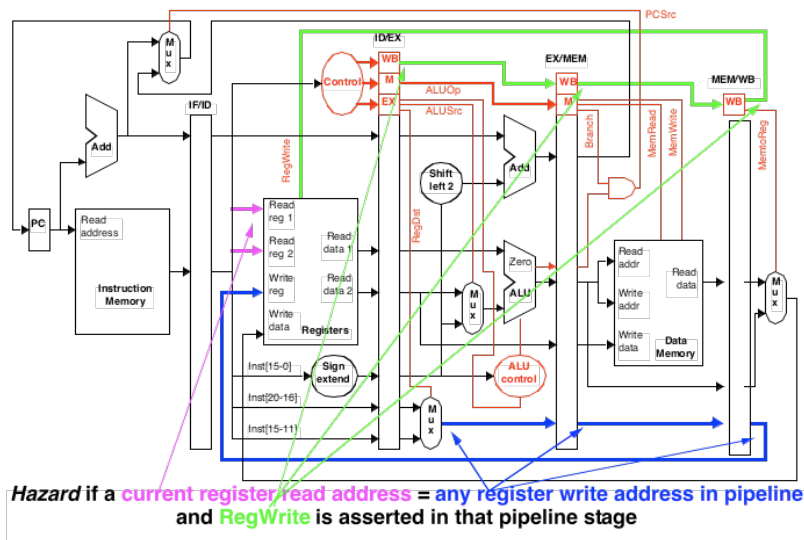 PCSrc
ID/EX
M
u
x
WB
EX/MEM
Control
M
WB
MEM/WB
IF/ID
EX
ALUOp
M
WB
ALUSrc
Add
RegWrite
Branch
MemRead
MemWrite
MemtoReg
Shift
left 2
Add
PC
Read
address
Instruction
Memory
Read
reg 1
Read
reg 2
Write
reg
Write
data
Read
data 1
Read
data 2
Registers
RegDst
Zero
ALU
M
u
x
Read
addr
Write
addr
Write
data
Read
data
Data
Memory
M
u
x
Inst[15-0]
Sign
extend
ALU
control
Inst[20-16]
Inst[15-11]
M
u
x
Hazard if a current register read address = any register write address in pipeline
and RegWrite is asserted in that pipeline stage